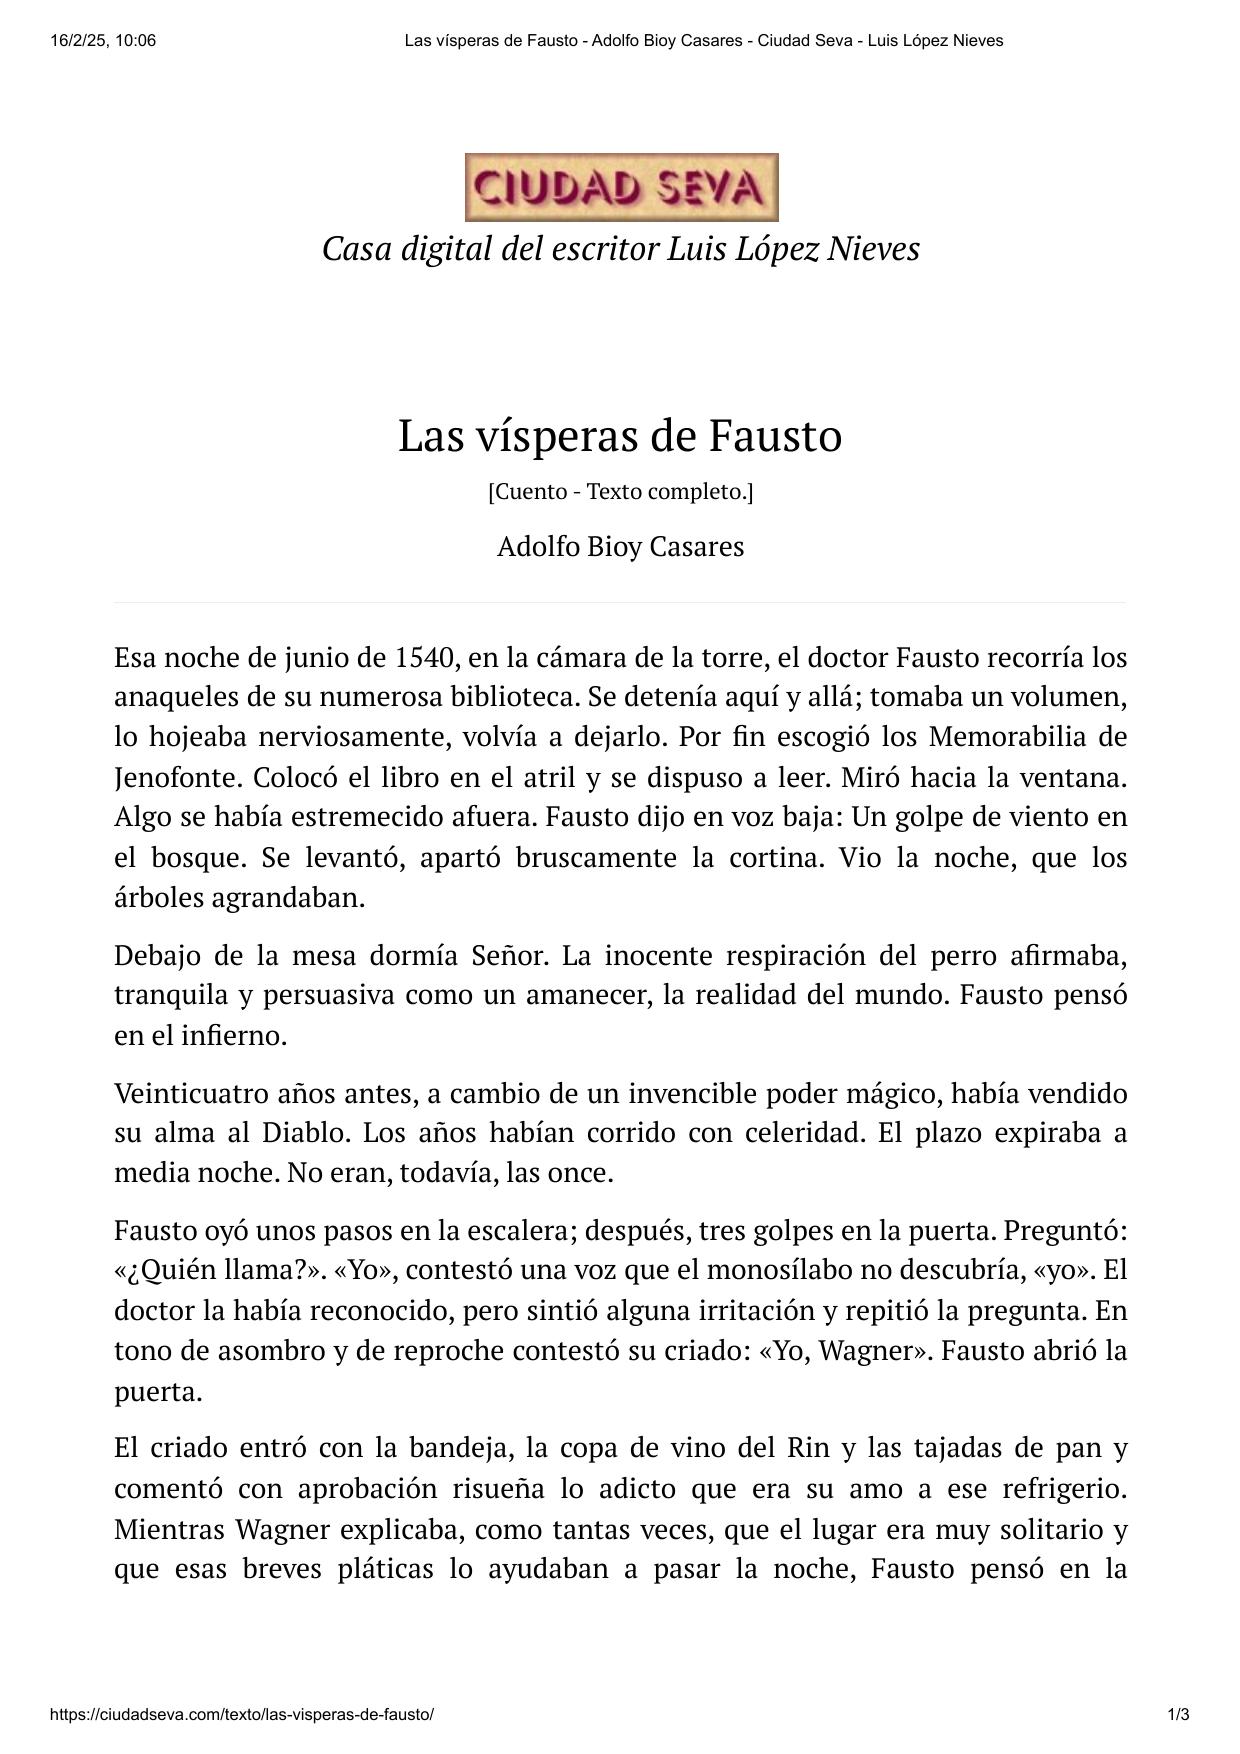 16/2/25, 10:06
Las vísperas de Fausto - Adolfo Bioy Casares - Ciudad Seva - Luis López Nieves
CIUDAD SEVA
Casa digital del escritor Luis López Nieves
Las vísperas de Fausto
[Cuento - Texto completo.]
Adolfo Bioy Casares
Esa noche de junio de 1540, en la cámara de la torre, el doctor Fausto recorría los
anaqueles de su numerosa biblioteca. Se detenía aquí y allá; tomaba un volumen,
lo hojeaba nerviosamente, volvía a dejarlo. Por fin escogió los Memorabilia de
Jenofonte. Colocó el libro en el atril y se dispuso a leer. Miró hacia la ventana.
Algo se había estremecido afuera. Fausto dijo en voz baja: Un golpe de viento en
el bosque. Se levantó, apartó bruscamente la cortina. Vio la noche, que los
árboles agrandaban.
Debajo de la mesa dormía Señor. La inocente respiración del perro afirmaba,
tranquila y persuasiva como un amanecer, la realidad del mundo. Fausto pensó
en el infierno.
Veinticuatro años antes, a cambio de un invencible poder mágico, había vendido
su alma al Diablo. Los años habían corrido con celeridad. El plazo expiraba a
media noche. No eran, todavía, las once.
Fausto oyó unos pasos en la escalera; después, tres golpes en la puerta. Preguntó:
«¿Quién llama?». «Yo», contestó una voz que el monosílabo no descubría, «yo». El
doctor la había reconocido, pero sintió alguna irritación y repitió la pregunta. En
tono de asombro y de reproche contestó su criado: «Yo, Wagner». Fausto abrió la
puerta.
El criado entró con la bandeja, la copa de vino del Rin y las tajadas de pan y
comentó con aprobación risueña lo adicto que era su amo a ese refrigerio.
Mientras Wagner explicaba, como tantas veces, que el lugar era muy solitario y
que esas breves pláticas lo ayudaban a pasar la noche, Fausto pensó en la
https://ciudadseva.com/texto/las-visperas-de-fausto/
1/3